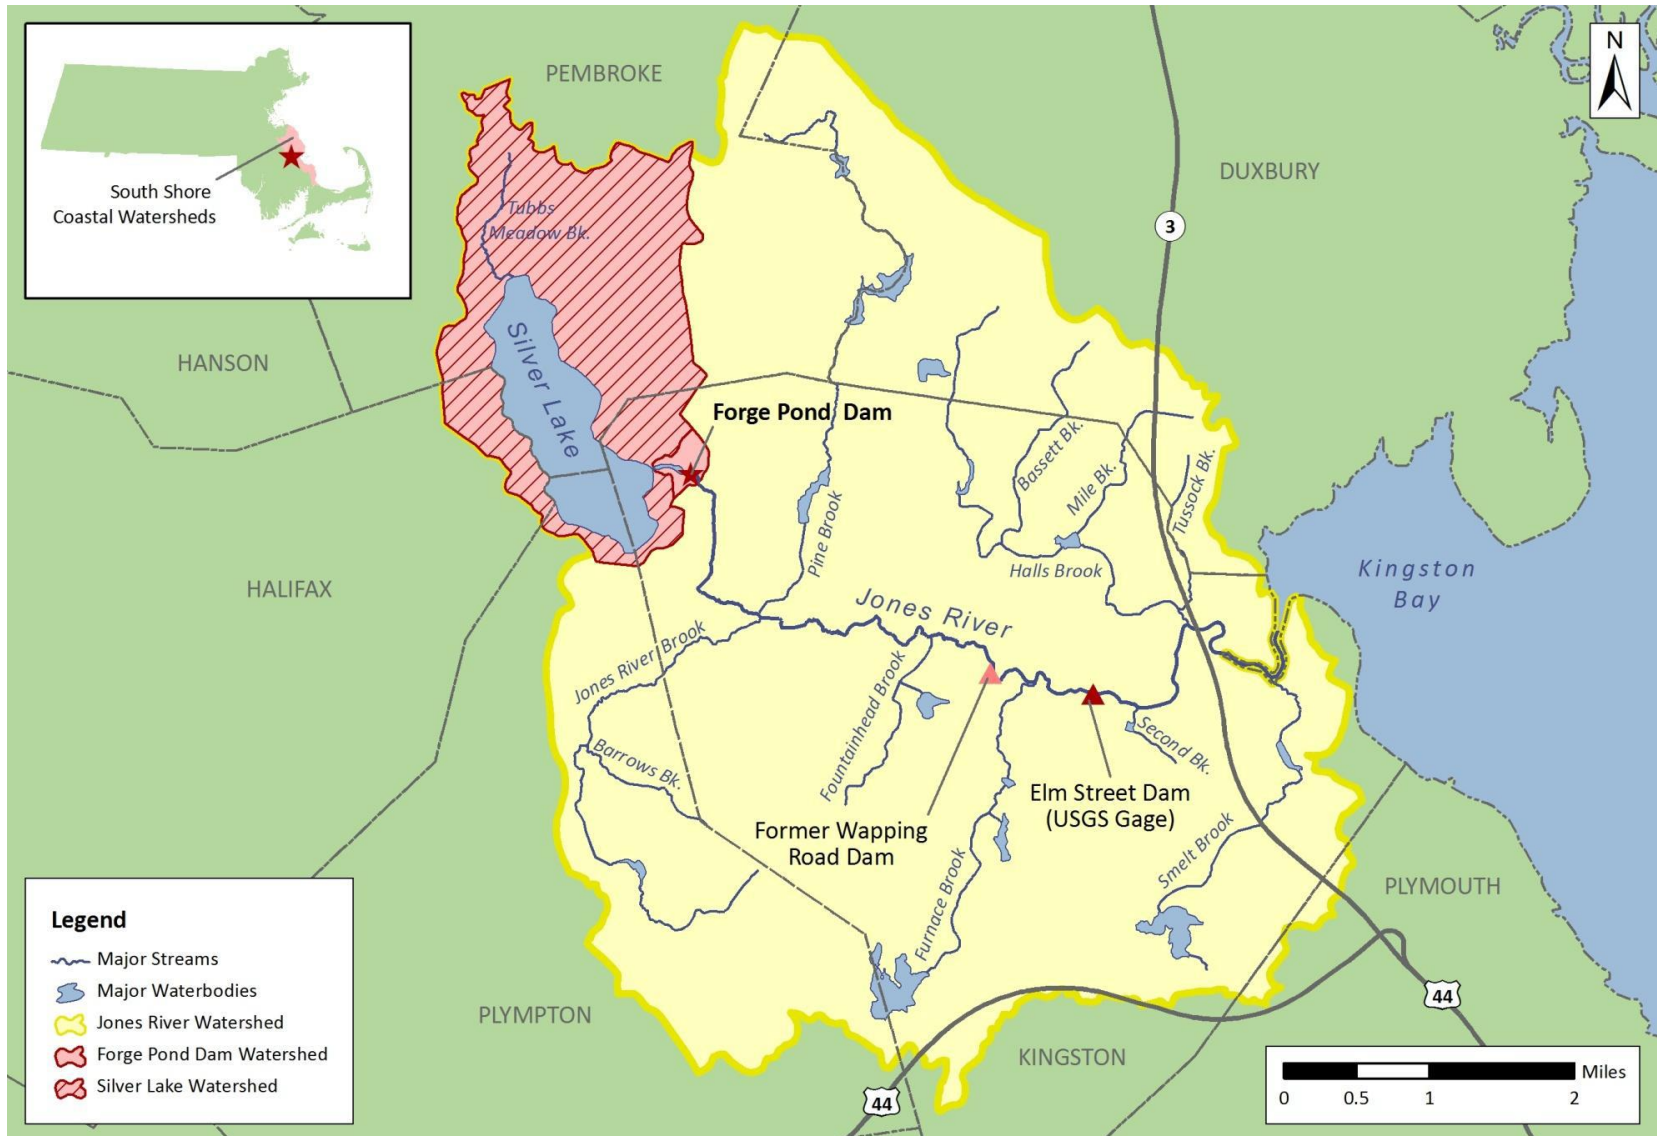 PEMBROKE
N
South Shore
Coastal Watersheds
DUXBURY
3
Tubbs
Meadow Bk.
HANSON
Silver Lake
Forge Pond Dam
Bassett Bk.
Mile Bk.
Tussock Bk.
Pine Brook
Halls Brook
Kingston
Bay
HALIFAX
Jones River
Jones River Brook
Fountainhead Brook
Barrows Bk.
Second Bk.
Elm Street Dam
(USGS Gage)
Former Wapping
Road Dam
Smelt Brook
Furnace Brook
PLYMOUTH
Legend
Major Streams
Major Waterbodies
Jones River Watershed
Forge Pond Dam Watershed
Silver Lake Watershed
PLYMPTON
44
KINGSTON
44
Miles
0 0.5 1 2